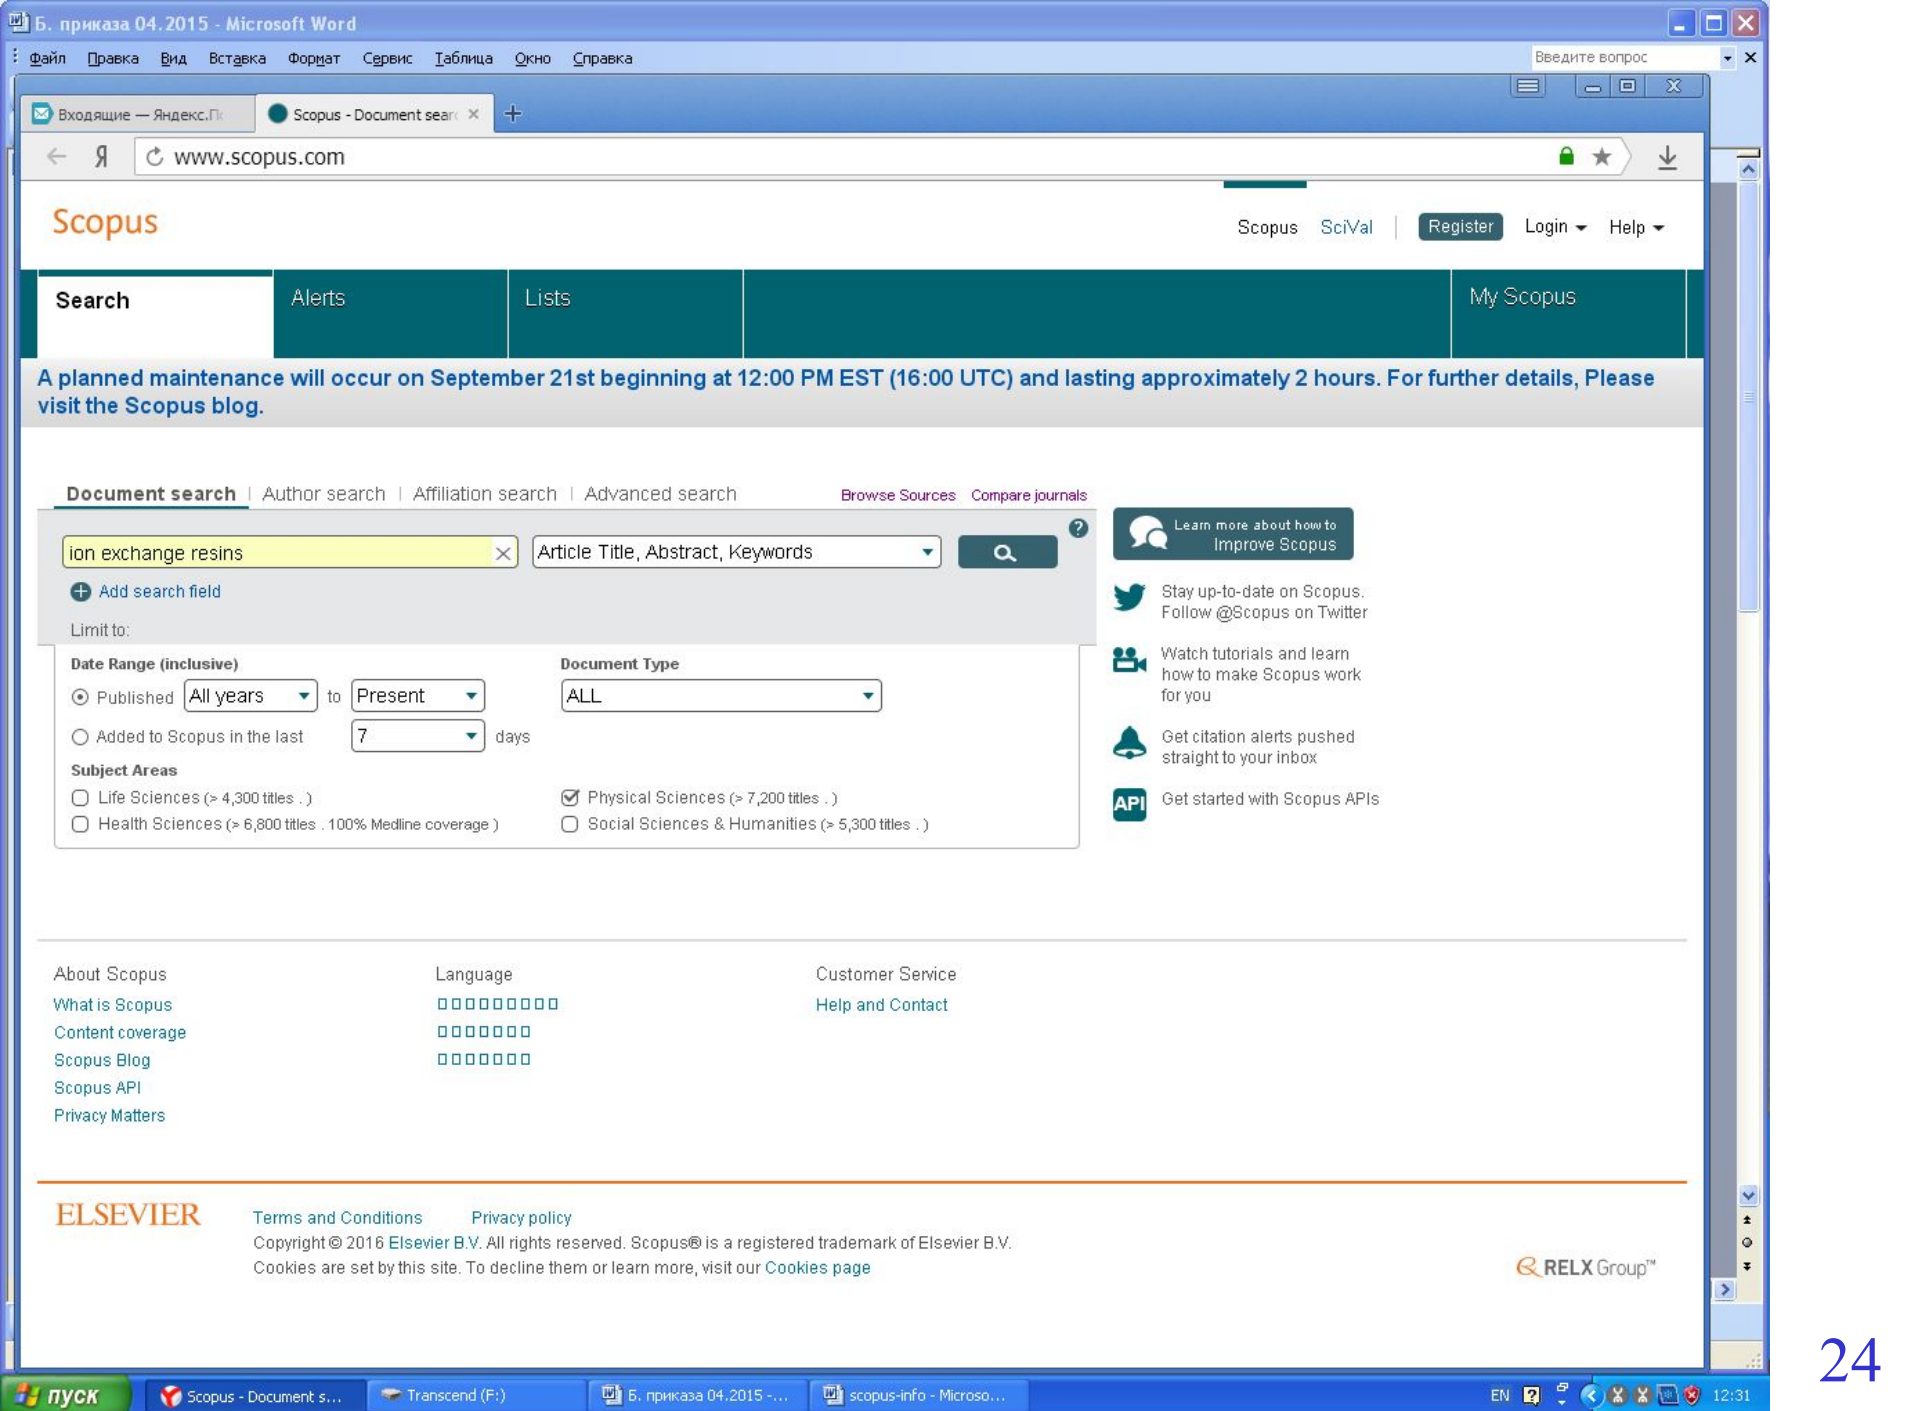 Б. приказа 04.2015 - Microsoft Word
Файл Правка Вид Вставка Формат Сервис Таблица Окно Справка
Введите вопрос
Входящие — Яндекс.По
Scopus - Document searc
Я www.scopus.com
Scopus
Scopus SciVal Register Login Help
Search Alerts Lists My Scopus
A planned maintenance will occur on September 21st beginning at 12:00 PM EST (16:00 UTC) and lasting approximately 2 hours. For further details, Please
visit the Scopus blog.
Document search | Author search | Affiliation search | Advanced search Browse Sources Compare journals
ion exchange resins Article Title, Abstract, Keywords
Add search field
Limit to:
Date Range (inclusive) Document Type
Published All years to Present ALL
Added to Scopus in the last 7 days
Subject Areas
Life Sciences (> 4,300 titles . ) Physical Sciences (> 7,200 titles . )
Health Sciences (> 6,800 titles . 100% Medline coverage ) Social Sciences & Humanities (> 5,300 titles . )
Learn more about how to
Improve Scopus
Stay up-to-date on Scopus.
Follow @Scopus on Twitter
Watch tutorials and learn
how to make Scopus work
for you
Get citation alerts pushed
straight to your inbox
API Get started with Scopus APIs
About Scopus
What is Scopus
Content coverage
Scopus Blog
Scopus API
Privacy Matters
Language
Customer Service
Help and Contact
ELSEVIER
Terms and Conditions Privacy policy
Copyright © 2016 Elsevier B.V. All rights reserved. Scopus® is a registered trademark of Elsevier B.V.
Cookies are set by this site. To decline them or learn more, visit our Cookies page
RELX Group™
пуск Scopus - Document s... Transcend (F:) Б. приказа 04.2015 -... scopus-info - Microso... EN 12:31
24